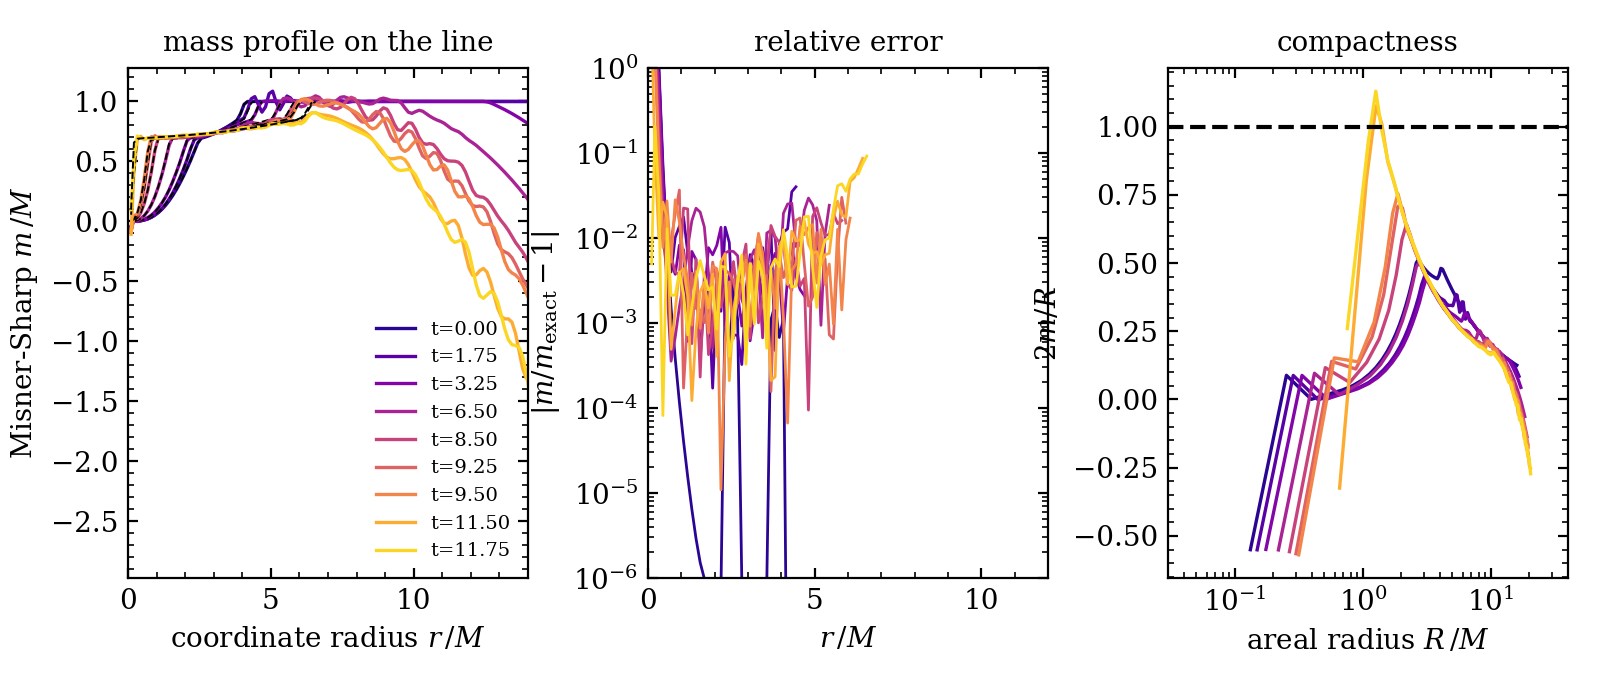 mass profile on the line
Misner-Sharp m/M
1.0
0.5
0.0
−0.5
−1.0
−1.5
−2.0
−2.5
t=0.00
t=1.75
t=3.25
t=6.50
t=8.50
t=9.25
t=9.50
t=11.50
t=11.75
0 5 10
coordinate radius r/M
relative error
|m/m_exact − 1|
10^0
10^−1
10^−2
10^−3
10^−4
10^−5
10^−6
0 5 10
r/M
compactness
2m/R
1.00
0.75
0.50
0.25
0.00
−0.25
−0.50
10^−1 10^0 10^1
areal radius R/M